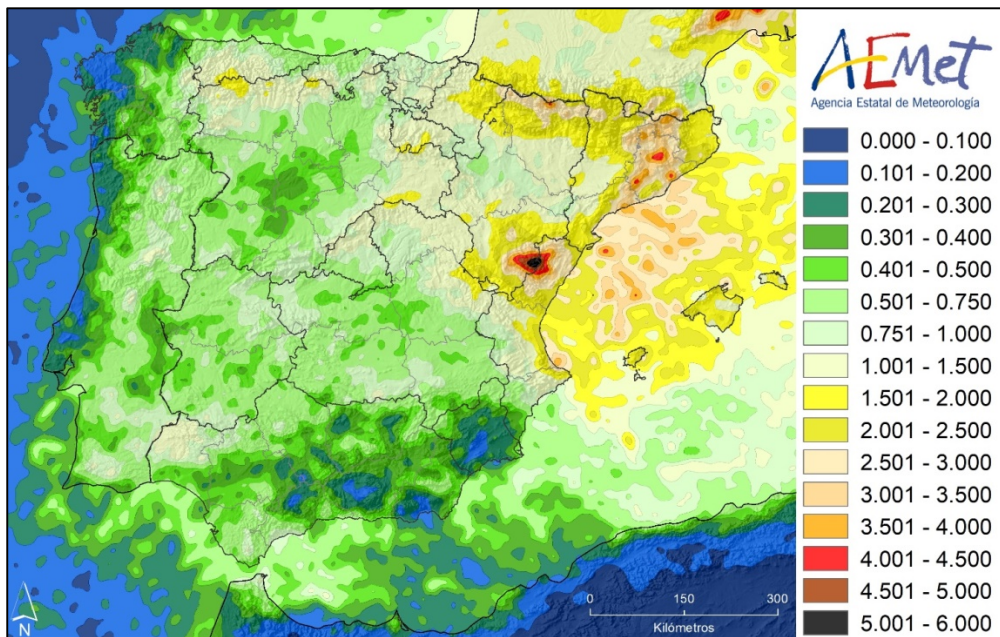 AEMet
Agencia Estatal de Meteorología
0.000 - 0.100
0.101 - 0.200
0.201 - 0.300
0.301 - 0.400
0.401 - 0.500
0.501 - 0.750
0.751 - 1.000
1.001 - 1.500
1.501 - 2.000
2.001 - 2.500
2.501 - 3.000
3.001 - 3.500
3.501 - 4.000
4.001 - 4.500
4.501 - 5.000
5.001 - 6.000
N
0 150 300
Kilómetros